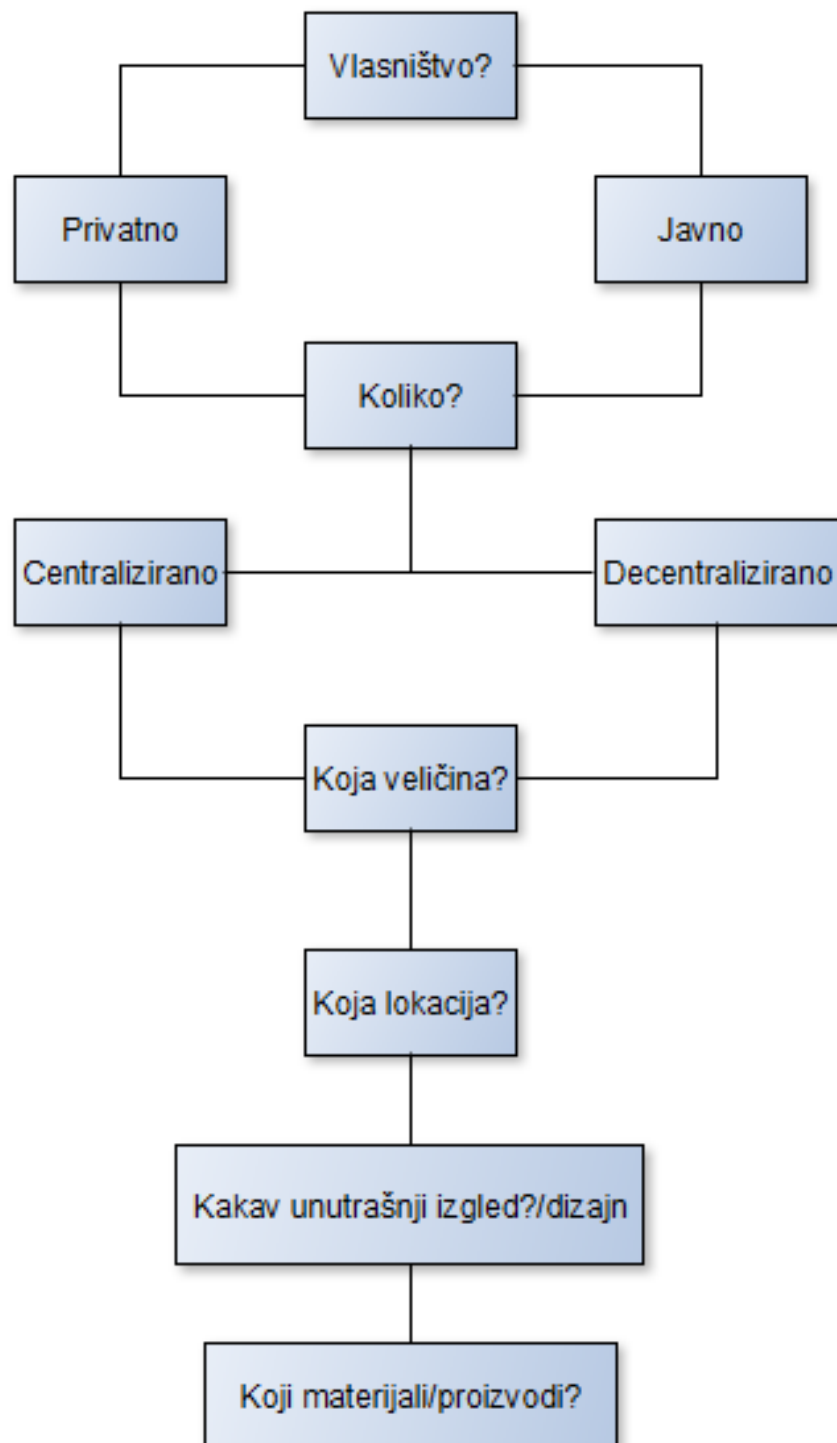 Vlasništvo?
Privatno
Javno
Koliko?
Centralizirano
Decentralizirano
Koja veličina?
Koja lokacija?
Kakav unutrašnji izgled?/dizajn
Koji materijali/proizvodi?